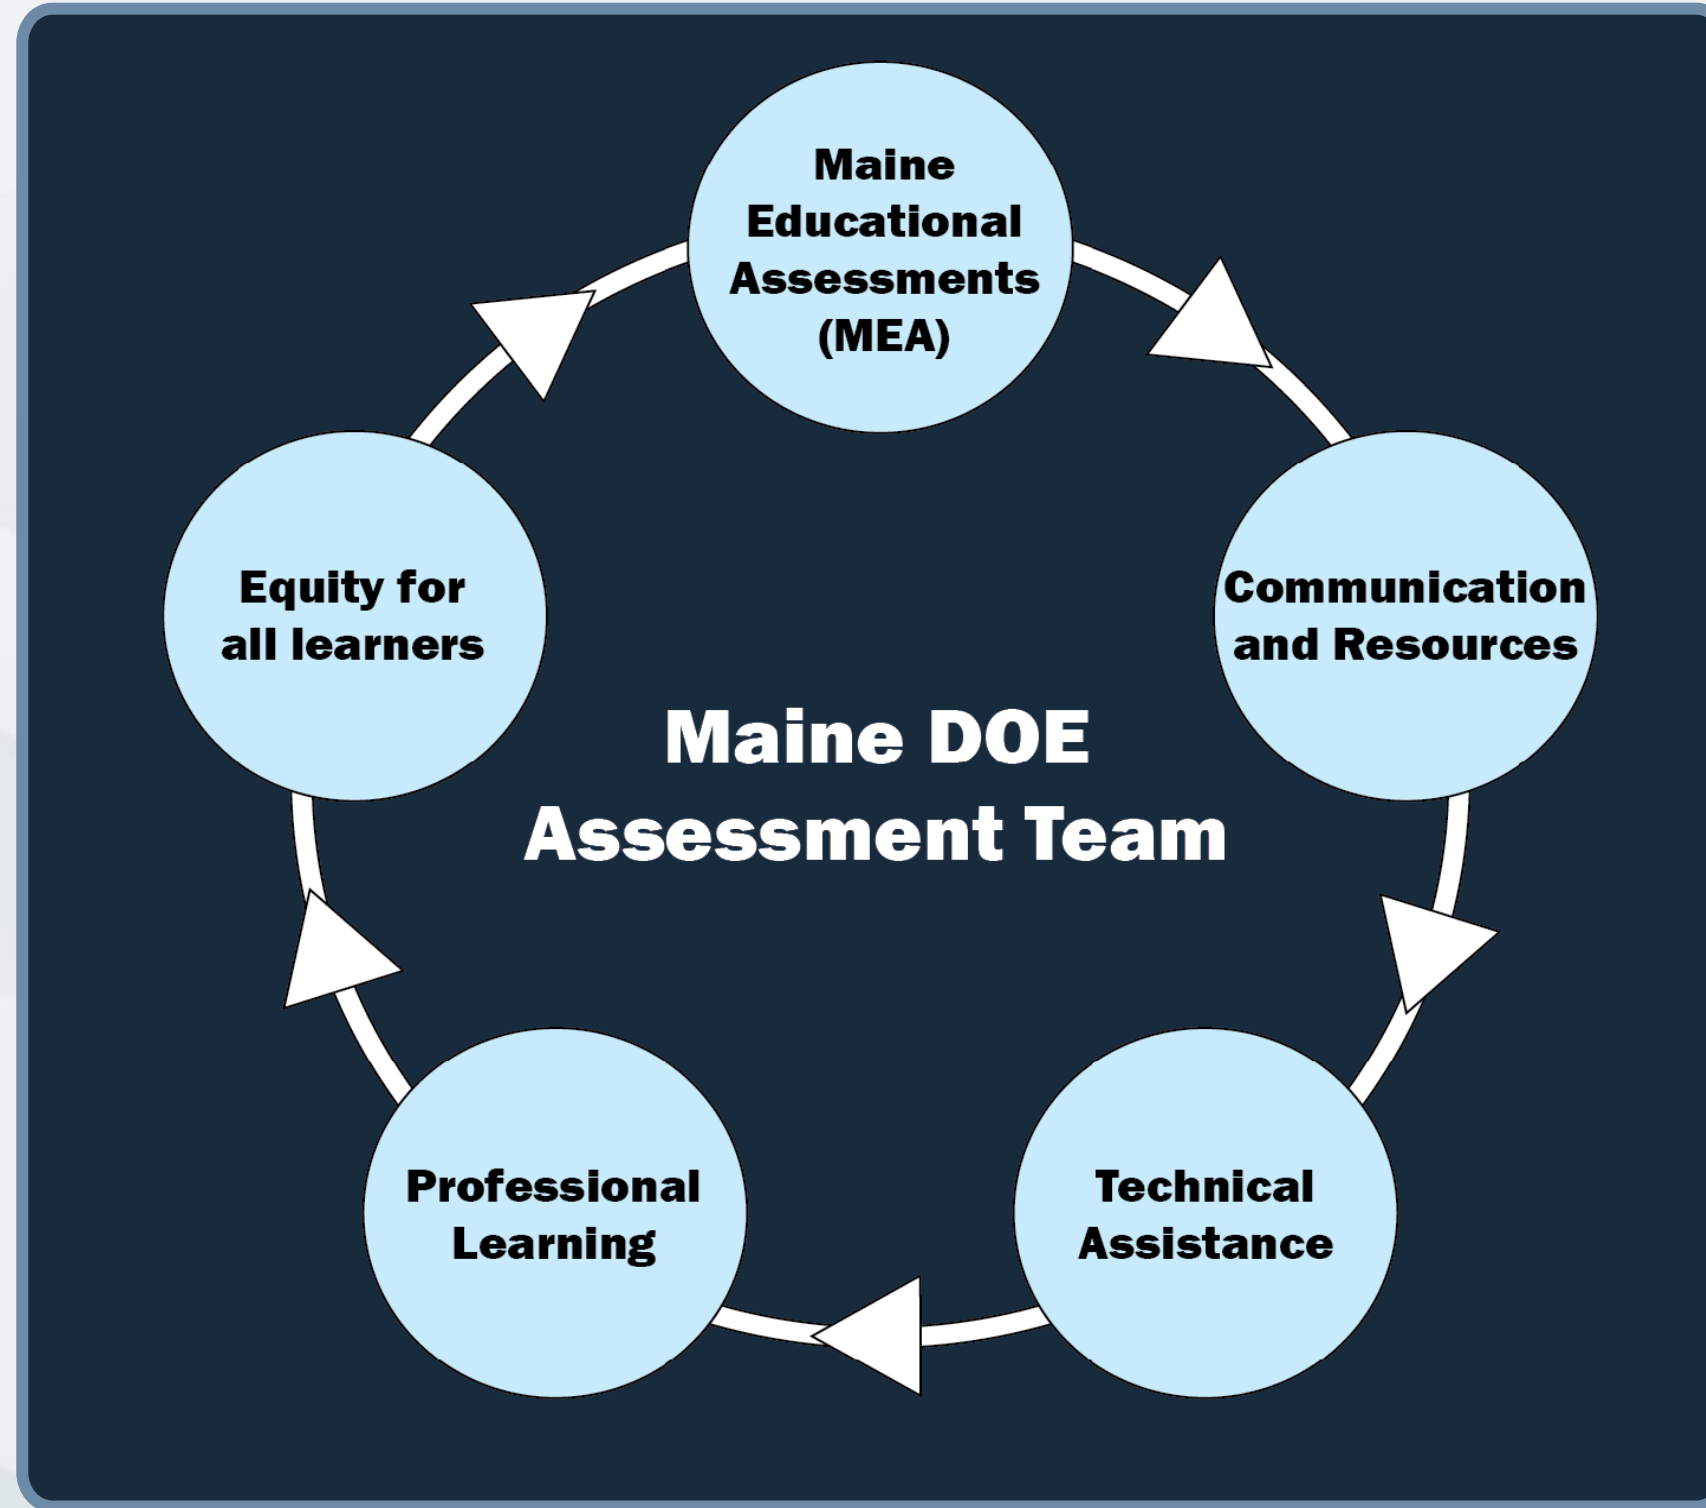 Maine
Educational
Assessments
(MEA)
Communication
and Resources
Technical
Assistance
Professional
Learning
Equity for
all learners
Maine DOE
Assessment Team